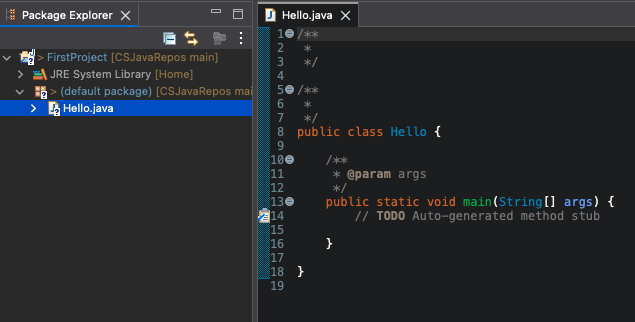 Package Explorer
> FirstProject [CSJavaRepos main]
JRE System Library [Home]
> (default package) [CSJavaRepos mai
Hello.java
Hello.java
1 /**
2  *
3  */
4
5 /**
6  *
7  */
8 public class Hello {
9
10     /**
11      * @param args
12      */
13     public static void main(String[] args) {
14         // TODO Auto-generated method stub
15
16     }
17
18 }
19